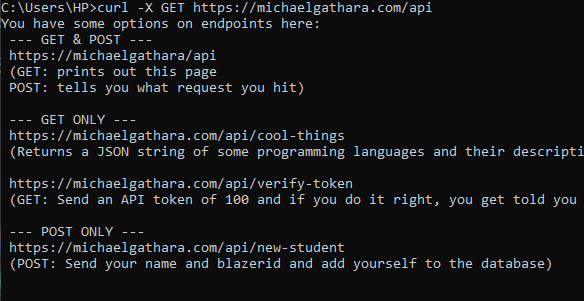 C:\Users\HP>curl -X GET https://michaelgathara.com/api
You have some options on endpoints here:
--- GET & POST ---
https://michaelgathara/api
(GET: prints out this page
POST: tells you what request you hit)
--- GET ONLY ---
https://michaelgathara.com/api/cool-things
(Returns a JSON string of some programming languages and their descripti
https://michaelgathara.com/api/verify-token
(GET: Send an API token of 100 and if you do it right, you get told you
--- POST ONLY ---
https://michaelgathara.com/api/new-student
(POST: Send your name and blazerid and add yourself to the database)